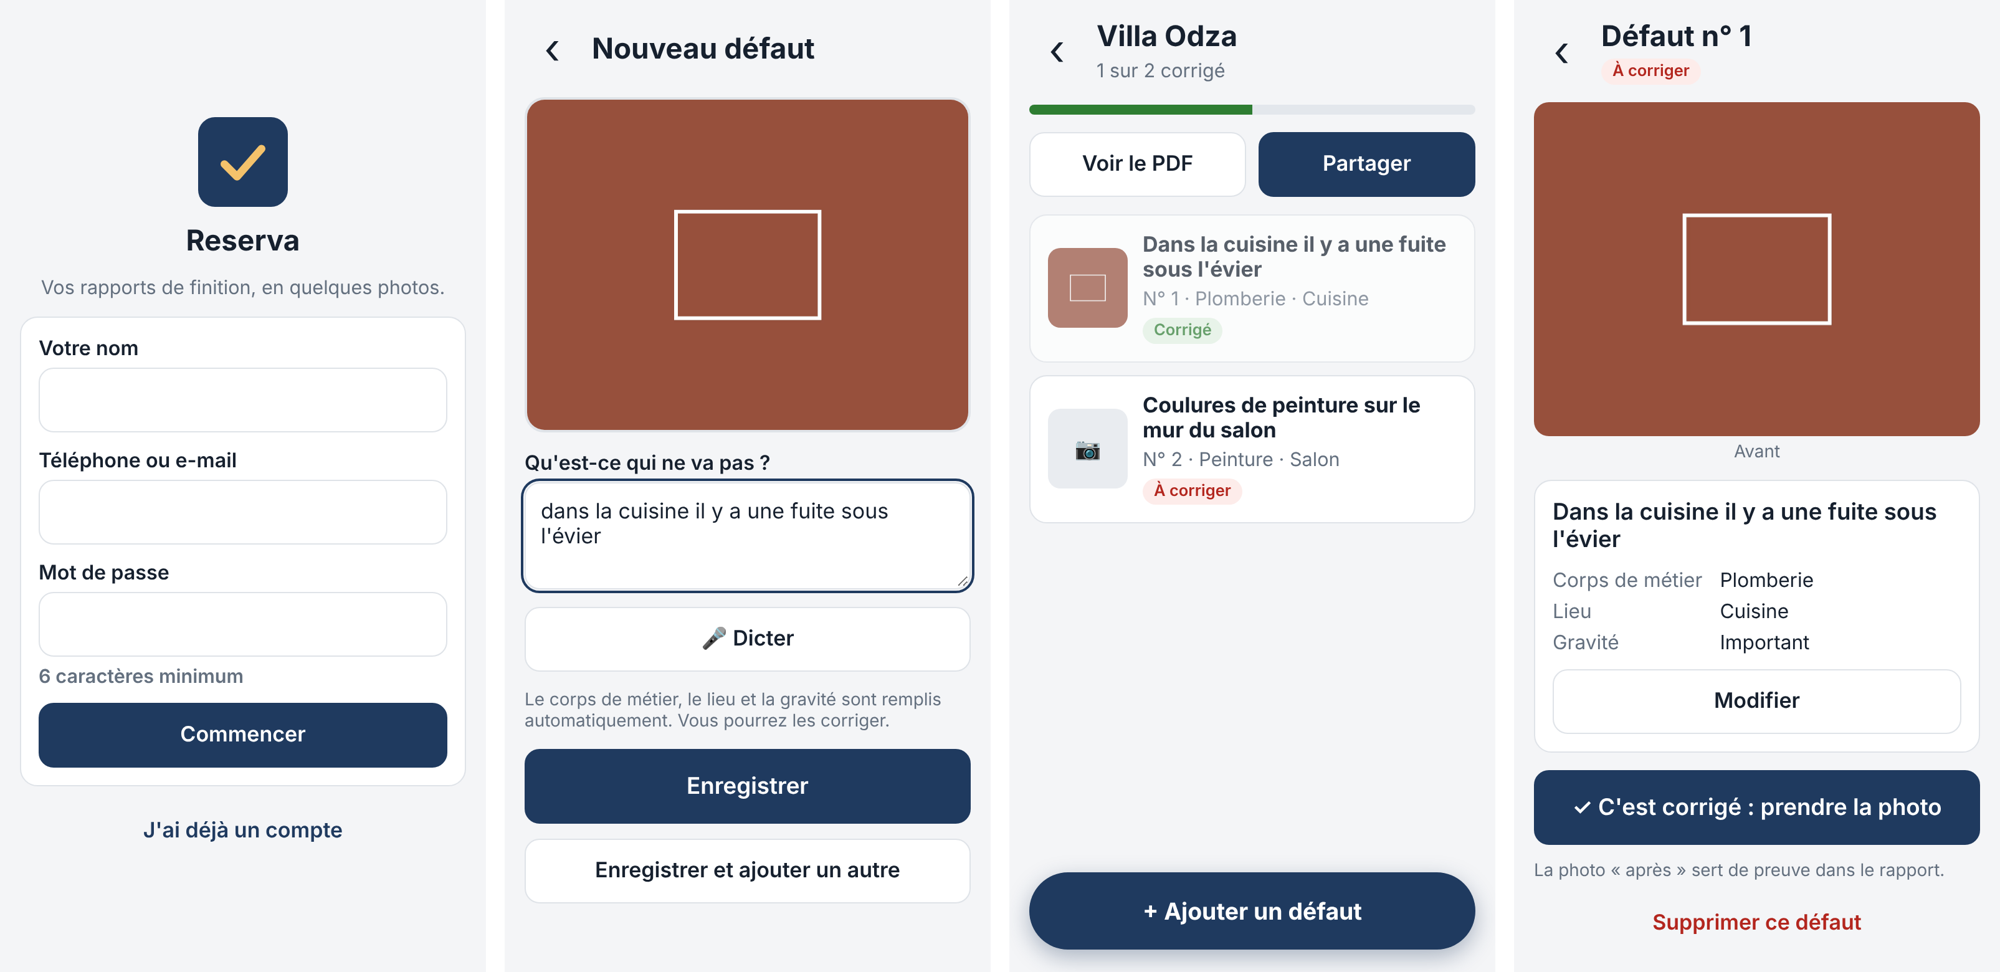 Reserva
Vos rapports de finition, en quelques photos.
Votre nom
Téléphone ou e-mail
Mot de passe
6 caractères minimum
Commencer
J'ai déjà un compte
Nouveau défaut
Qu'est-ce qui ne va pas ?
dans la cuisine il y a une fuite sous
l'évier
Dicter
Le corps de métier, le lieu et la gravité sont remplis
automatiquement. Vous pourrez les corriger.
Enregistrer
Enregistrer et ajouter un autre
Villa Odza
1 sur 2 corrigé
Voir le PDF
Partager
Dans la cuisine il y a une fuite
sous l'évier
N° 1 · Plomberie · Cuisine
Corrigé
Coulures de peinture sur le
mur du salon
N° 2 · Peinture · Salon
À corriger
+ Ajouter un défaut
Défaut n° 1
À corriger
Avant
Dans la cuisine il y a une fuite sous
l'évier
Corps de métier Plomberie
Lieu Cuisine
Gravité Important
Modifier
✓ C'est corrigé : prendre la photo
La photo « après » sert de preuve dans le rapport.
Supprimer ce défaut